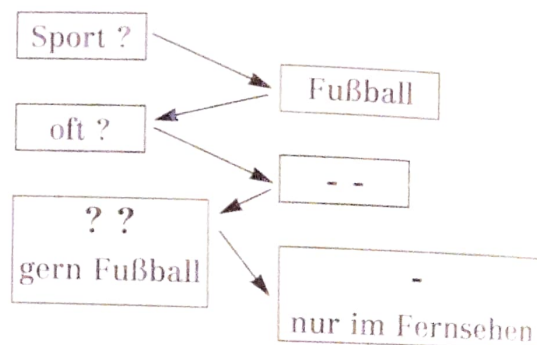 Sport ?
Fußball
oft ?
- -
? ?
gern Fußball
-
nur im Fernsehen